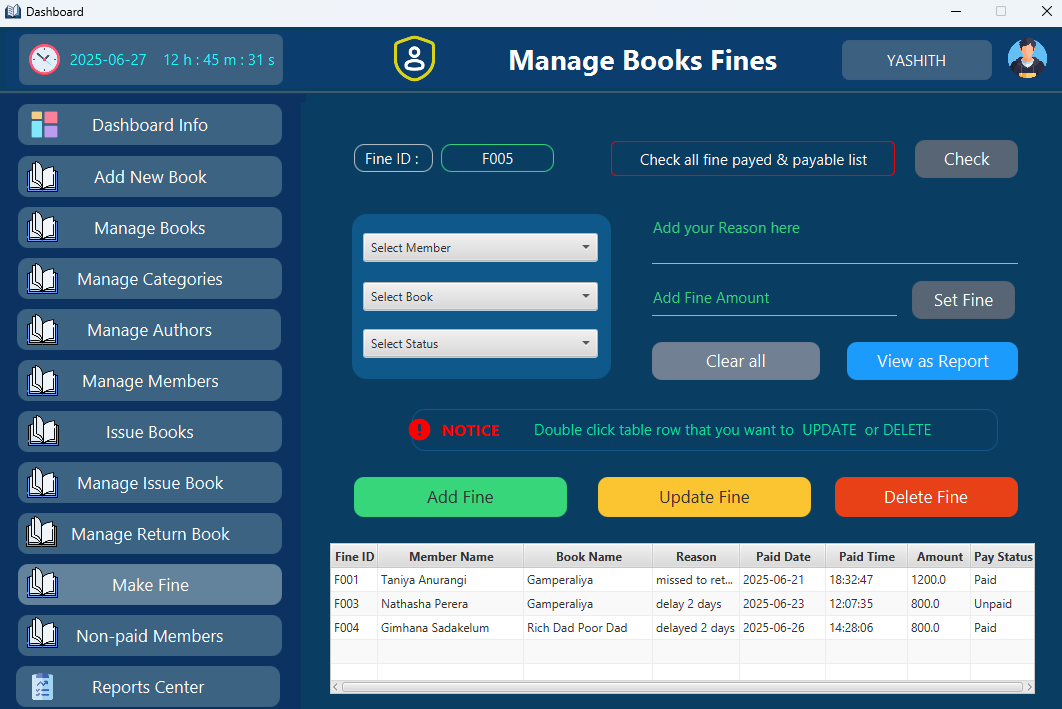 Dashboard
2025-06-27 12 h : 45 m : 31 s
Manage Books Fines
YASHITH
Dashboard Info
Add New Book
Manage Books
Manage Categories
Manage Authors
Manage Members
Issue Books
Manage Issue Book
Manage Return Book
Make Fine
Non-paid Members
Reports Center
Fine ID :
F005
Check all fine payed & payable list
Check
Select Member
Select Book
Select Status
Add your Reason here
Add Fine Amount
Set Fine
Clear all
View as Report
NOTICE Double click table row that you want to UPDATE or DELETE
Add Fine
Update Fine
Delete Fine
Fine ID Member Name Book Name Reason Paid Date Paid Time Amount Pay Status
F001 Taniya Anurangi Gamperaliya missed to ret... 2025-06-21 18:32:47 1200.0 Paid
F003 Nathasha Perera Gamperaliya delay 2 days 2025-06-23 12:07:35 800.0 Unpaid
F004 Gimhana Sadakelum Rich Dad Poor Dad delayed 2 days 2025-06-26 14:28:06 800.0 Paid